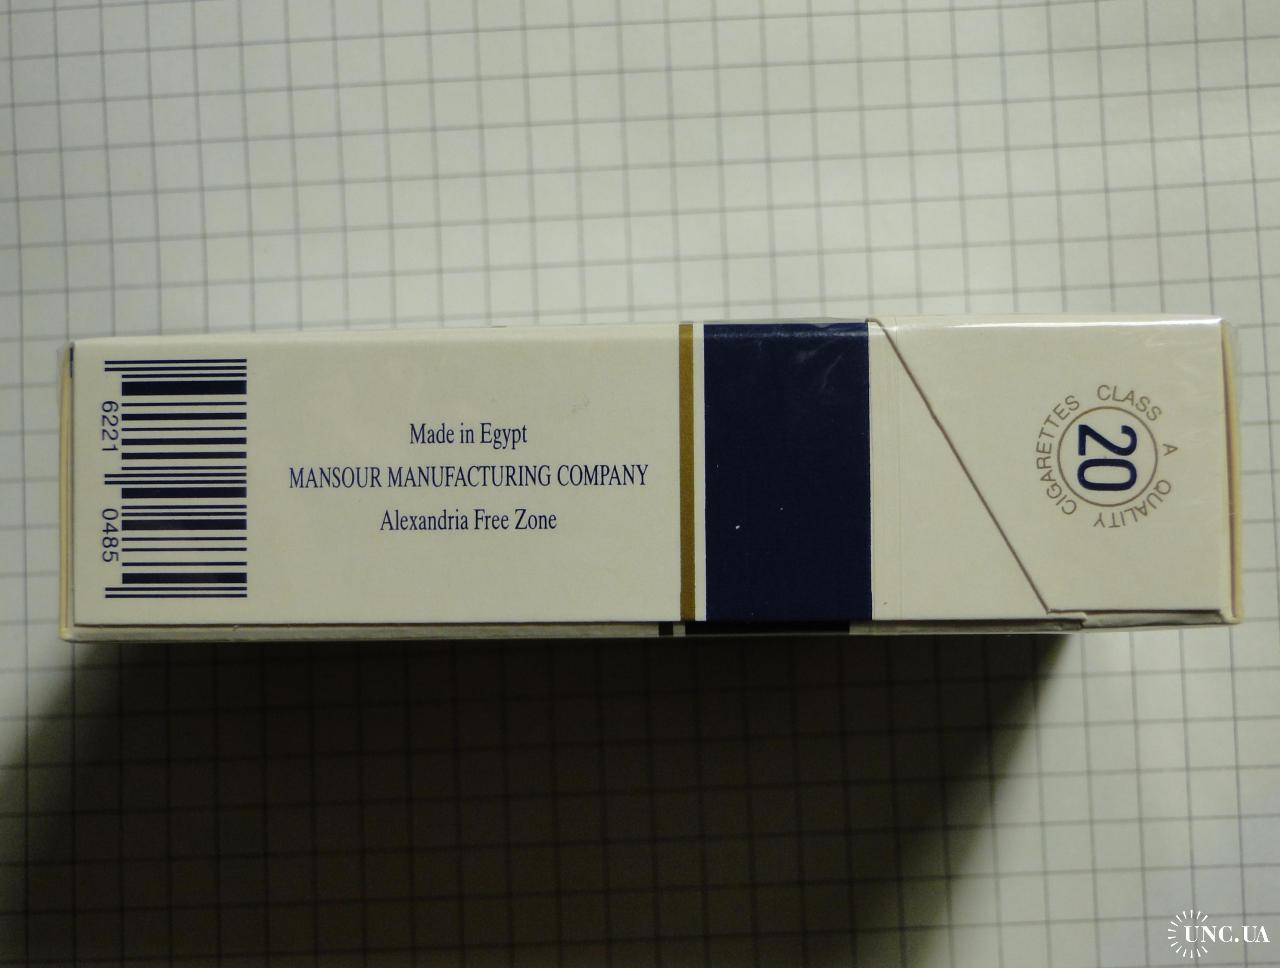 6221 0485
Made in Egypt
MANSOUR MANUFACTURING COMPANY
Alexandria Free Zone
CLASS A QUALITY CIGARETTES
20
UNC.UA